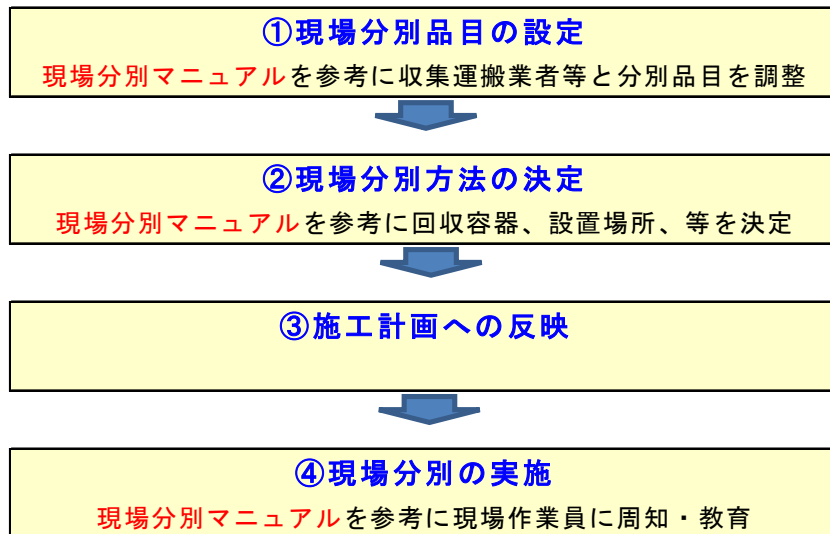 ①現場分別品目の設定
現場分別マニュアルを参考に収集運搬業者等と分別品目を調整
②現場分別方法の決定
現場分別マニュアルを参考に回収容器、設置場所、等を決定
③施工計画への反映
④現場分別の実施
現場分別マニュアルを参考に現場作業員に周知・教育